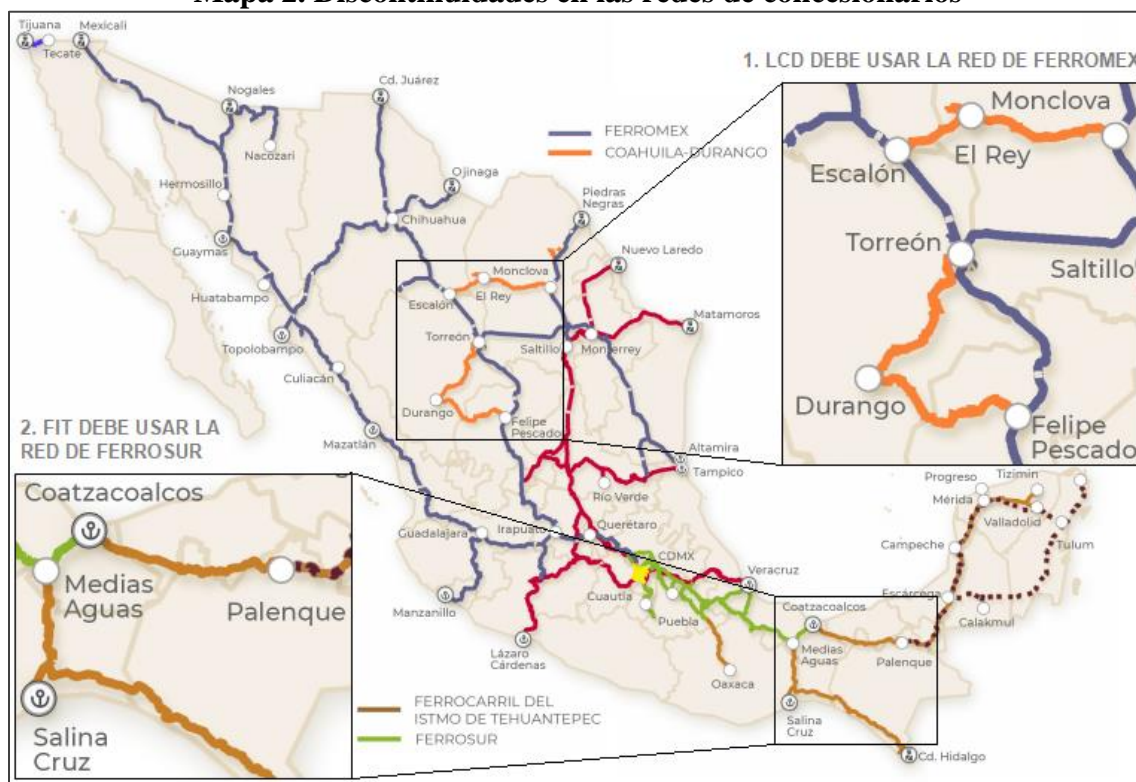 Mapa 2. Discontinuidades en las redes de concesionarios
Tijuana
Mexicali
Tecate
Nogales
Cd. Juárez
Nacozari
Hermosillo
Guaymas
Huatabampo
Topolobampo
Culiacán
Mazatlán
Ojinaga
Chihuahua
Piedras
Negras
Nuevo Laredo
Matamoros
Monclova
Escalón
El Rey
Torreón
Saltillo
Monterrey
Durango
Felipe
Pescador
Altamira
Tampico
Río Verde
Guadalajara
Irapuato
Querétaro
Manzanillo
Lázaro
Cárdenas
CDMX
Cuautla
Puebla
Veracruz
Oaxaca
Coatzacoalcos
Medias
Aguas
Salina
Cruz
Palenque
Cd. Hidalgo
Escárcega
Calakmul
Campeche
Mérida
Progreso
Tizimin
Valladolid
Tulum
FERROMEX
COAHUILA-DURANGO
1. LCD DEBE USAR LA RED DE FERROMEX
Monclova
El Rey
Escalón
Torreón
Saltillo
Durango
Felipe
Pescador
2. FIT DEBE USAR LA
RED DE FERROSUR
Coatzacoalcos
Medias
Aguas
Palenque
Salina
Cruz
FERROCARRIL DEL
ISTMO DE TEHUANTEPEC
FERROSUR